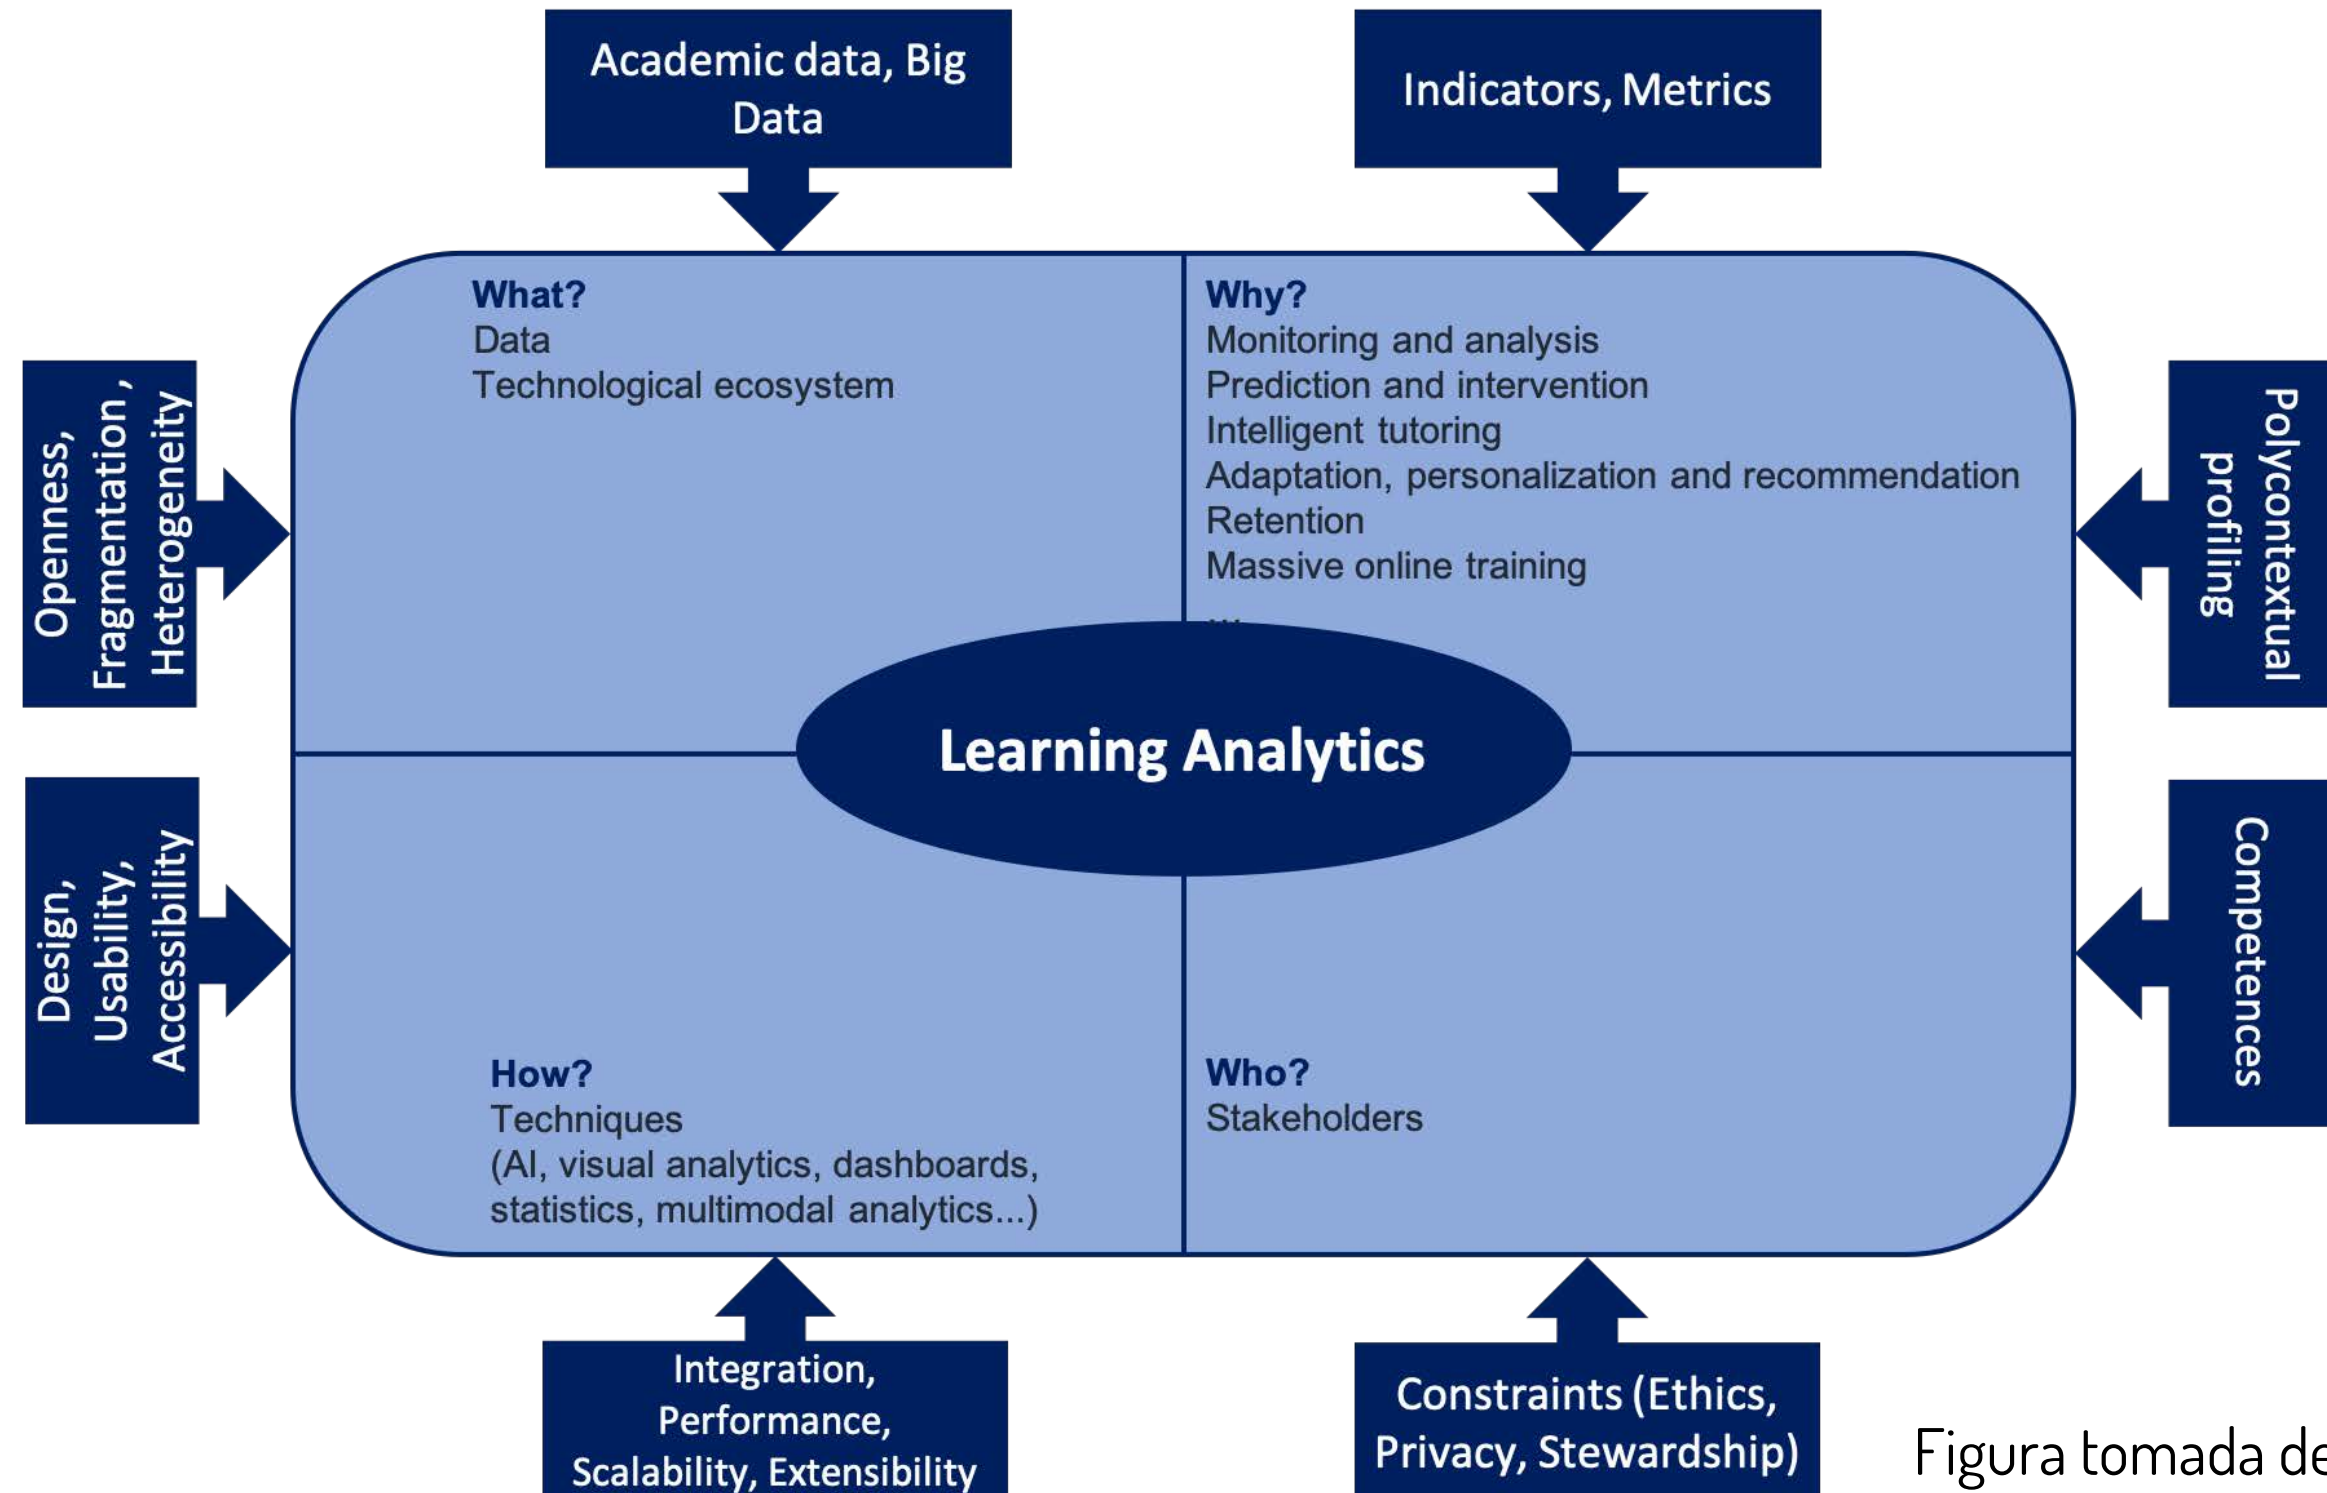 Academic data, Big
Data
Indicators, Metrics
What?
Data
Technological ecosystem
Why?
Monitoring and analysis
Prediction and intervention
Intelligent tutoring
Adaptation, personalization and recommendation
Retention
Massive online training
...
Openness,
Fragmentation,
Heterogeneity
Polycontextual
profiling
Learning Analytics
Design,
Usability,
Accessibility
Competences
How?
Techniques
(AI, visual analytics, dashboards,
statistics, multimodal analytics...)
Who?
Stakeholders
Integration,
Performance,
Scalability, Extensibility
Constraints (Ethics,
Privacy, Stewardship)
Figura tomada de